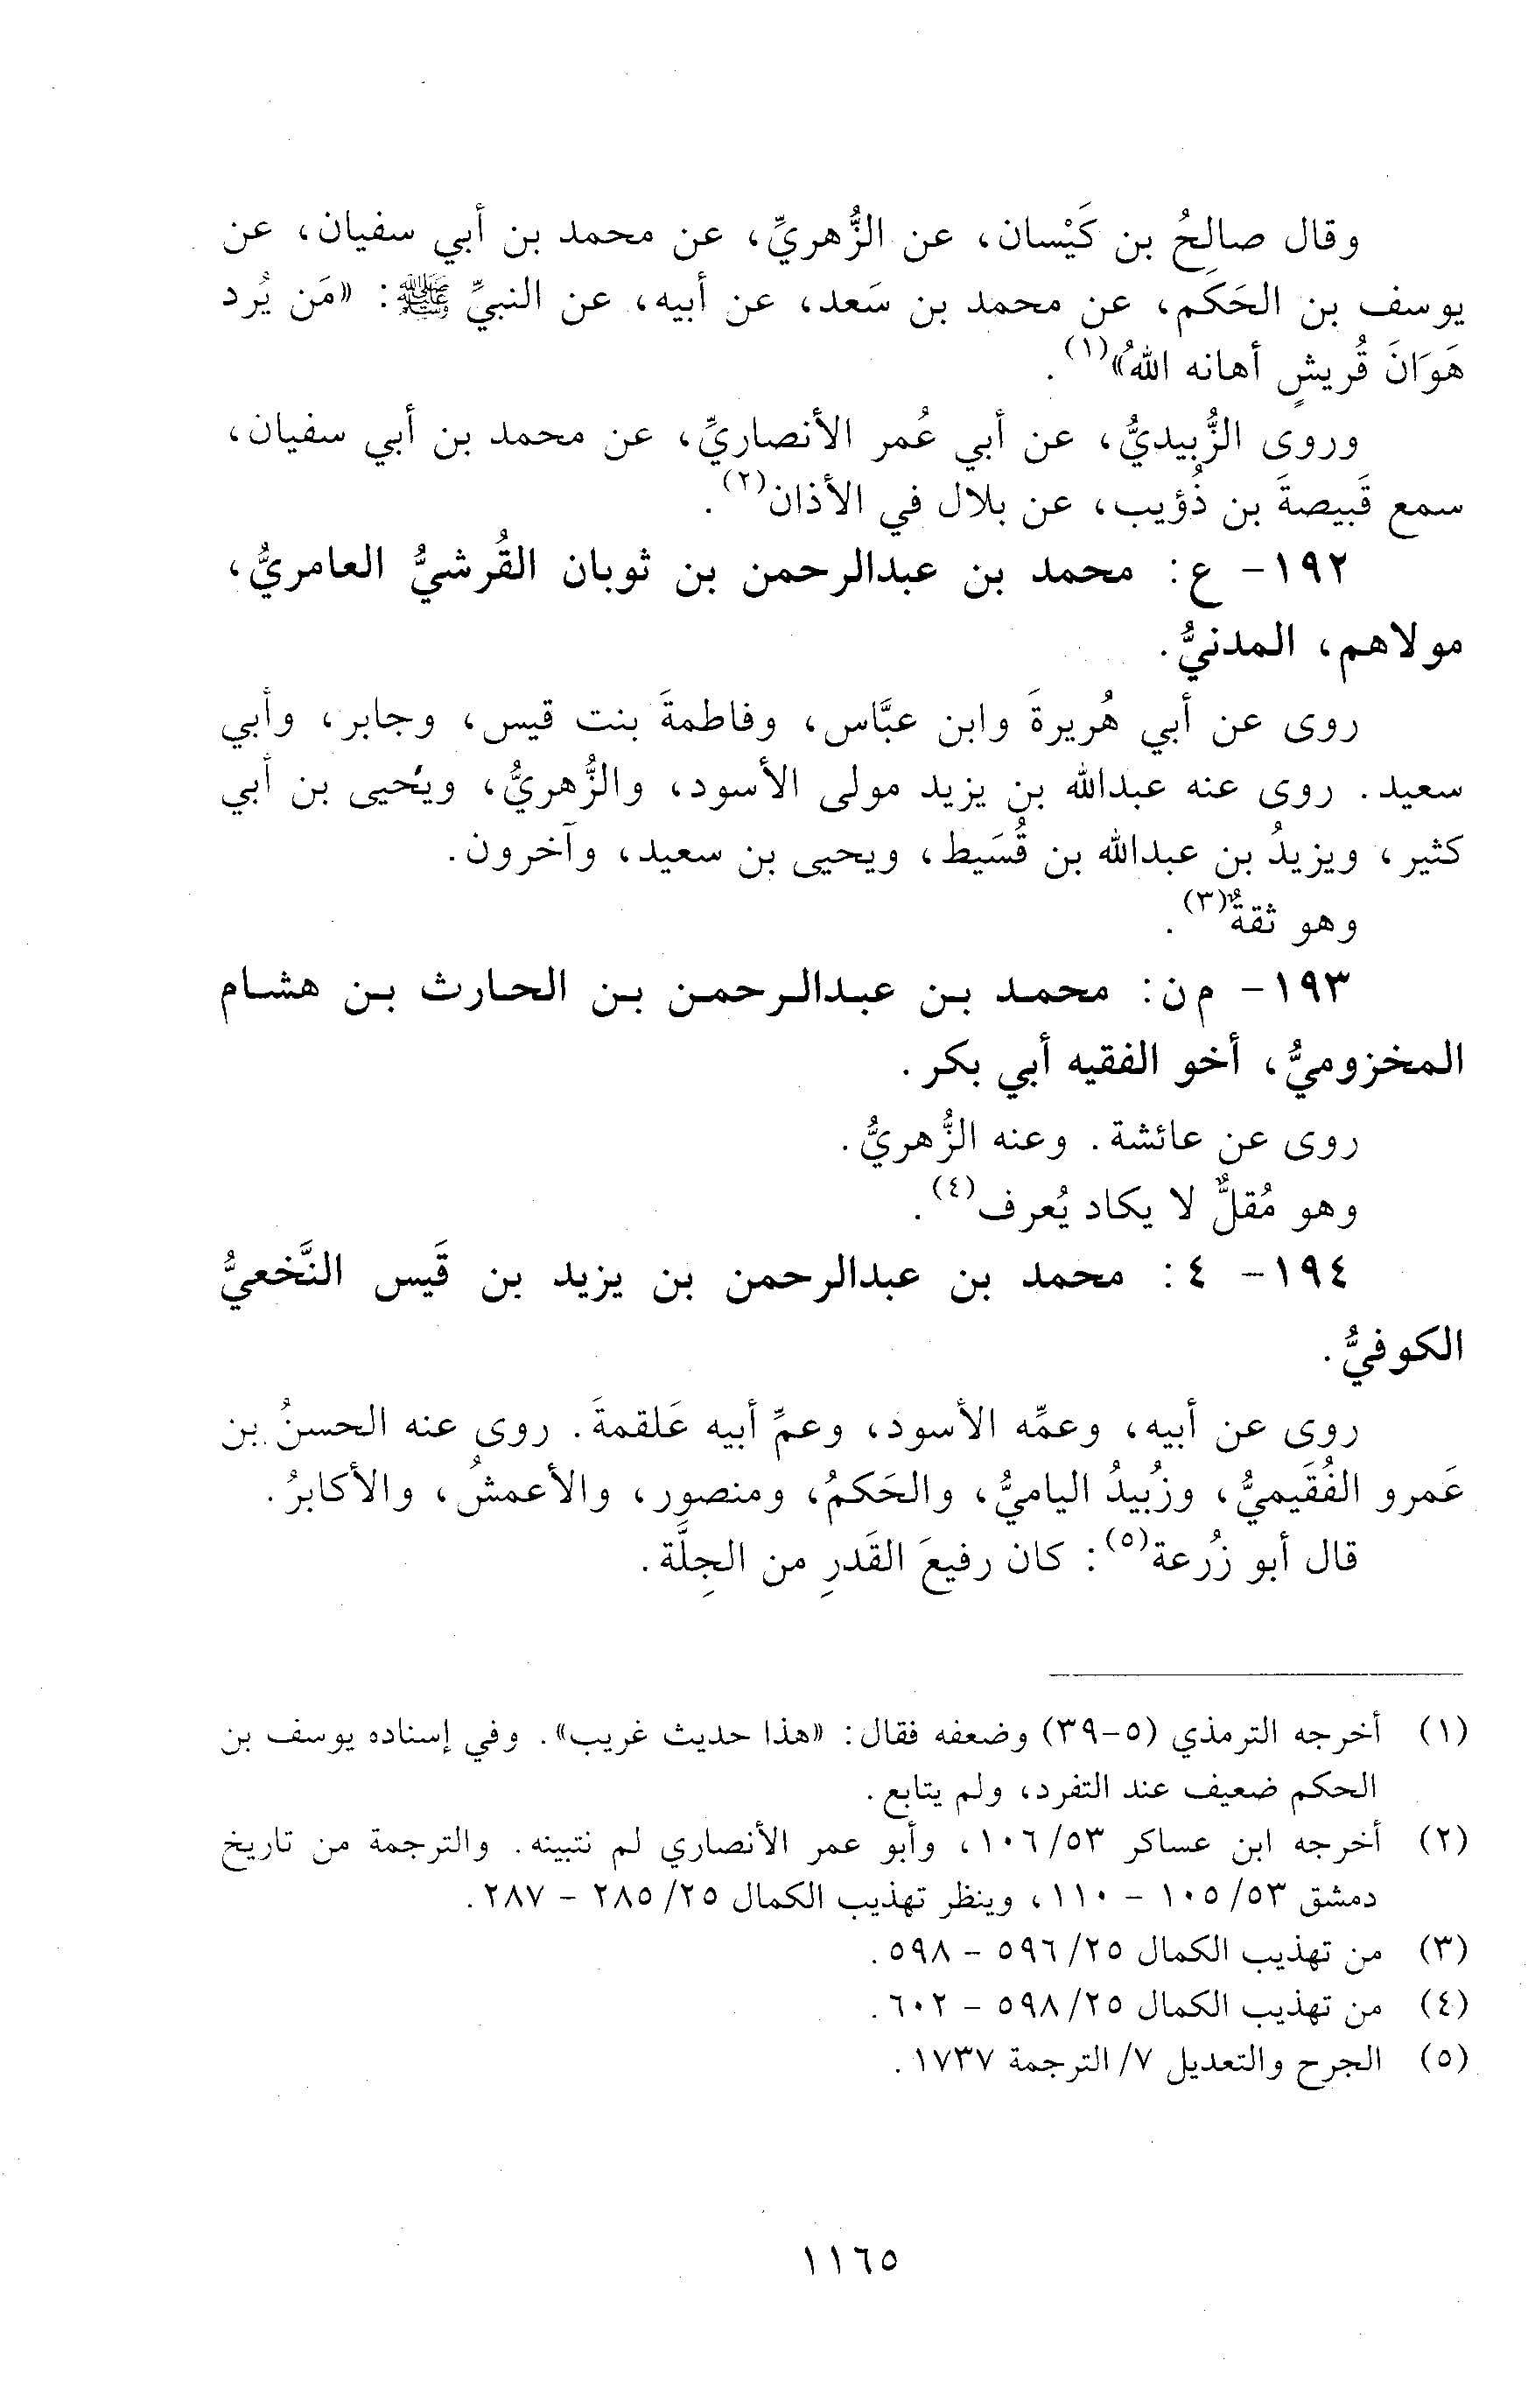 وقال صالحُ بن كَيْسان، عن الزُّهريِّ، عن محمد بن أبي سفيان، عن
يوسف بن الحَكَم، عن محمد بن سَعد، عن أبيه، عن النبيِّ ﷺ: «مَن يُرد
هَوَانَ قُريشٍ أهانه اللهُ»(١).
وروى الزُّبيديُّ، عن أبي عُمر الأنصاريِّ، عن محمد بن أبي سفيان،
سمع قَبيصةَ بن ذُؤيب، عن بلال في الأذان(٢).
١٩٢- ع: محمد بن عبدالرحمن بن ثوبان القُرشيُّ العامريُّ،
مولاهم، المدنيُّ.
روى عن أبي هُريرةَ وابن عبَّاس، وفاطمةَ بنت قيس، وجابر، وأبي
سعيد. روى عنه عبدالله بن يزيد مولى الأسود، والزُّهريُّ، ويُحيى بن أبي
كثير، ويزيدُ بن عبدالله بن قُسَيط، ويحيى بن سعيد، وآخرون.
وهو ثقةٌ(٣).
١٩٣- م ن: محمد بن عبدالرحمن بن الحارث بن هشام
المخزوميُّ، أخو الفقيه أبي بكر.
روى عن عائشة. وعنه الزُّهريُّ.
وهو مُقلٌّ لا يكاد يُعرف(٤).
١٩٤- ٤: محمد بن عبدالرحمن بن يزيد بن قَيس النَّخعيُّ
الكوفيُّ.
روى عن أبيه، وعمِّه الأسود، وعمِّ أبيه عَلقمةَ. روى عنه الحسنُ بن
عَمرو الفُقَيميُّ، وزُبيدُ الياميُّ، والحَكمُ، ومنصور، والأعمشُ، والأكابرُ.
قال أبو زُرعة(٥): كان رفيعَ القَدرِ من الجِلَّة.
(١) أخرجه الترمذي (٣٩٠٥) وضعفه فقال: «هذا حديث غريب». وفي إسناده يوسف بن
الحكم ضعيف عند التفرد، ولم يتابع.
(٢) أخرجه ابن عساكر ٥٣/ ١٠٦، وأبو عمر الأنصاري لم نتبينه. والترجمة من تاريخ
دمشق ٥٣/ ١٠٥ - ١١٠، وينظر تهذيب الكمال ٢٥/ ٢٨٥ - ٢٨٧.
(٣) من تهذيب الكمال ٢٥/ ٥٩٦ - ٥٩٨.
(٤) من تهذيب الكمال ٢٥/ ٥٩٨ - ٦٠٢.
(٥) الجرح والتعديل ٧/ الترجمة ١٧٣٧.
١١٦٥